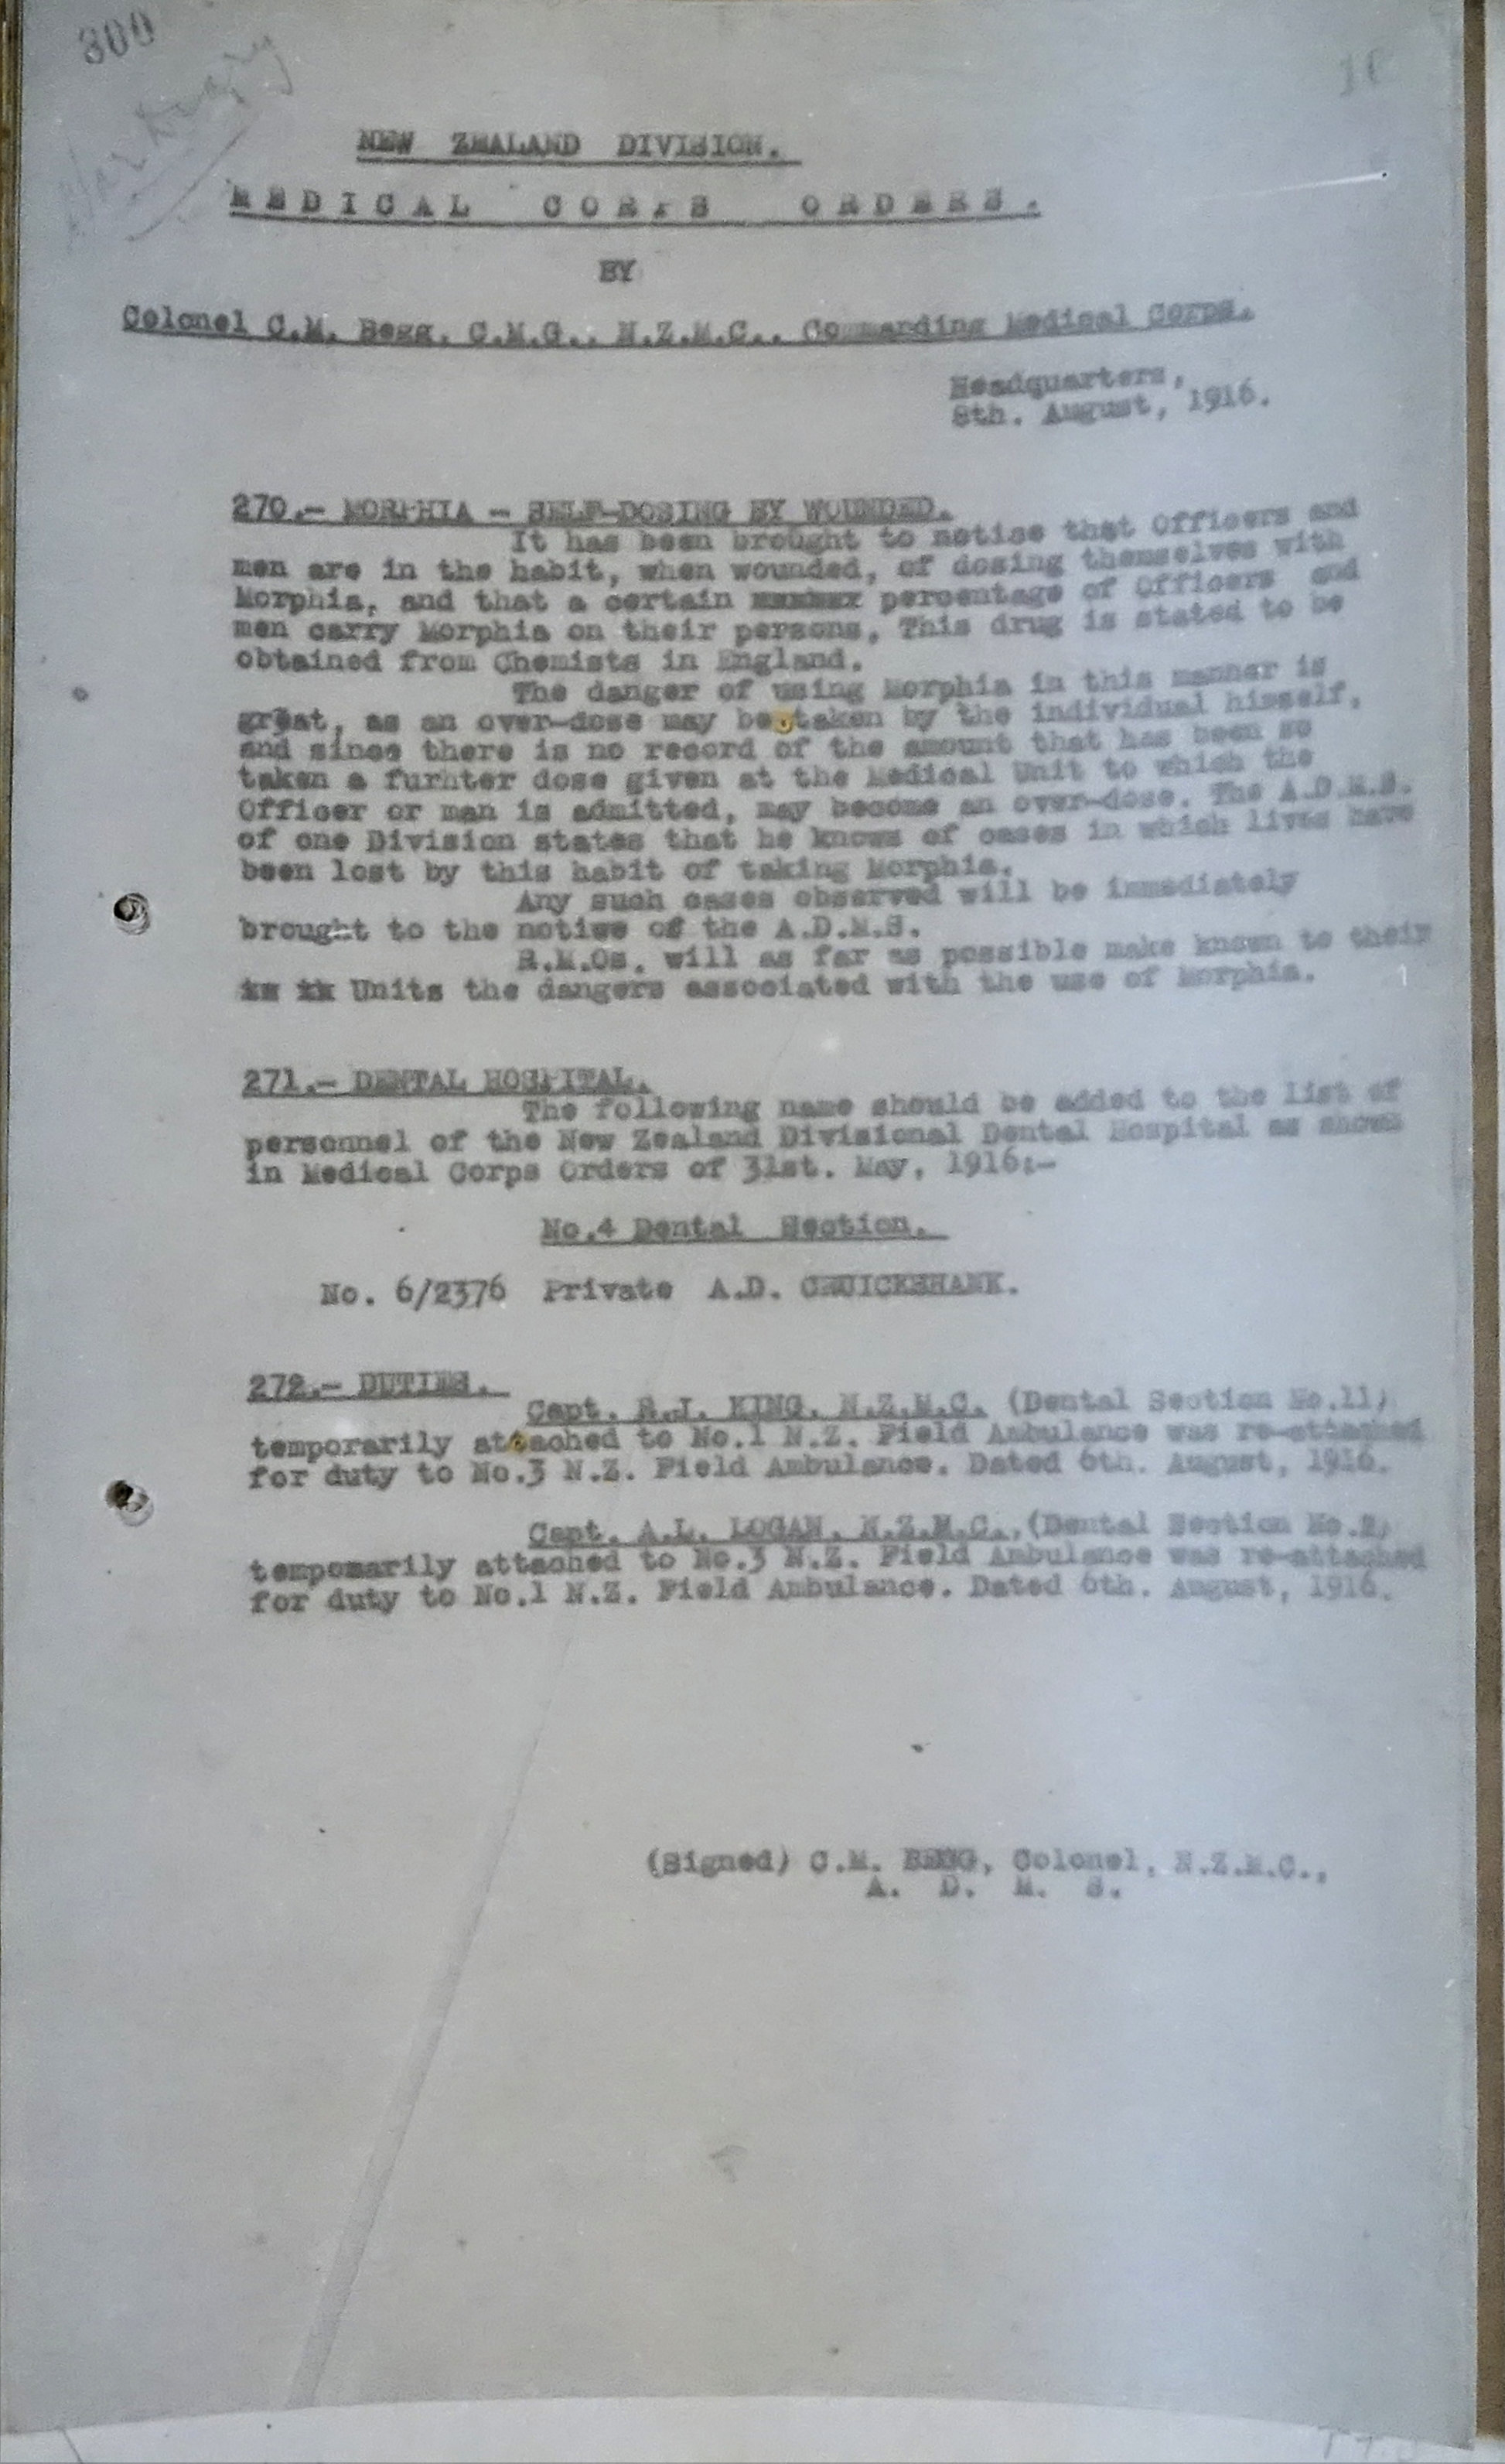 300
War Diary
NEW ZEALAND DIVISION.
MEDICAL CORPS ORDERS.
BY
Colonel C.M. Begg, C.M.G., N.Z.M.C., Commanding Medical Corps.
Headquarters,
8th. August, 1916.
270.- MORPHIA - SELF-DOSING BY WOUNDED.
It has been brought to notice that Officers and
men are in the habit, when wounded, of dosing themselves with
Morphia, and that a certain percentage of Officers and
men carry Morphia on their persons. This drug is stated to be
obtained from Chemists in England.
The danger of using Morphia in this manner is
great, as an over-dose may be taken by the individual himself,
and since there is no record of the amount that has been so
taken a furhter dose given at the Medical Unit to which the
Officer or man is admitted, may become an over-dose. The A.D.M.S.
of one Division states that he knows of cases in which lives have
been lost by this habit of taking Morphia.
Any such cases observed will be immediately
brought to the notice of the A.D.M.S.
R.M.Os. will as far as possible make known to their
Units the dangers associated with the use of Morphia.
271.- DENTAL HOSPITAL.
The following name should be added to the list of
personnel of the New Zealand Divisional Dental Hospital as shown
in Medical Corps Orders of 31st. May, 1916:-
No.4 Dental Section.
No. 6/2376 Private A.D. CRUICKSHANK.
272.- DUTIES.
Capt. R.J. KING, N.Z.M.C. (Dental Section No.11)
temporarily attached to No.1 N.Z. Field Ambulance was re-attached
for duty to No.3 N.Z. Field Ambulance. Dated 6th. August, 1916.
Capt. A.L. LOGAN, N.Z.M.C., (Dental Section No.2)
tempomarily attached to No.3 N.Z. Field Ambulance was re-attached
for duty to No.1 N.Z. Field Ambulance. Dated 6th. August, 1916.
(Signed) C.M. BEGG, Colonel, N.Z.M.C.,
A. D. M. S.